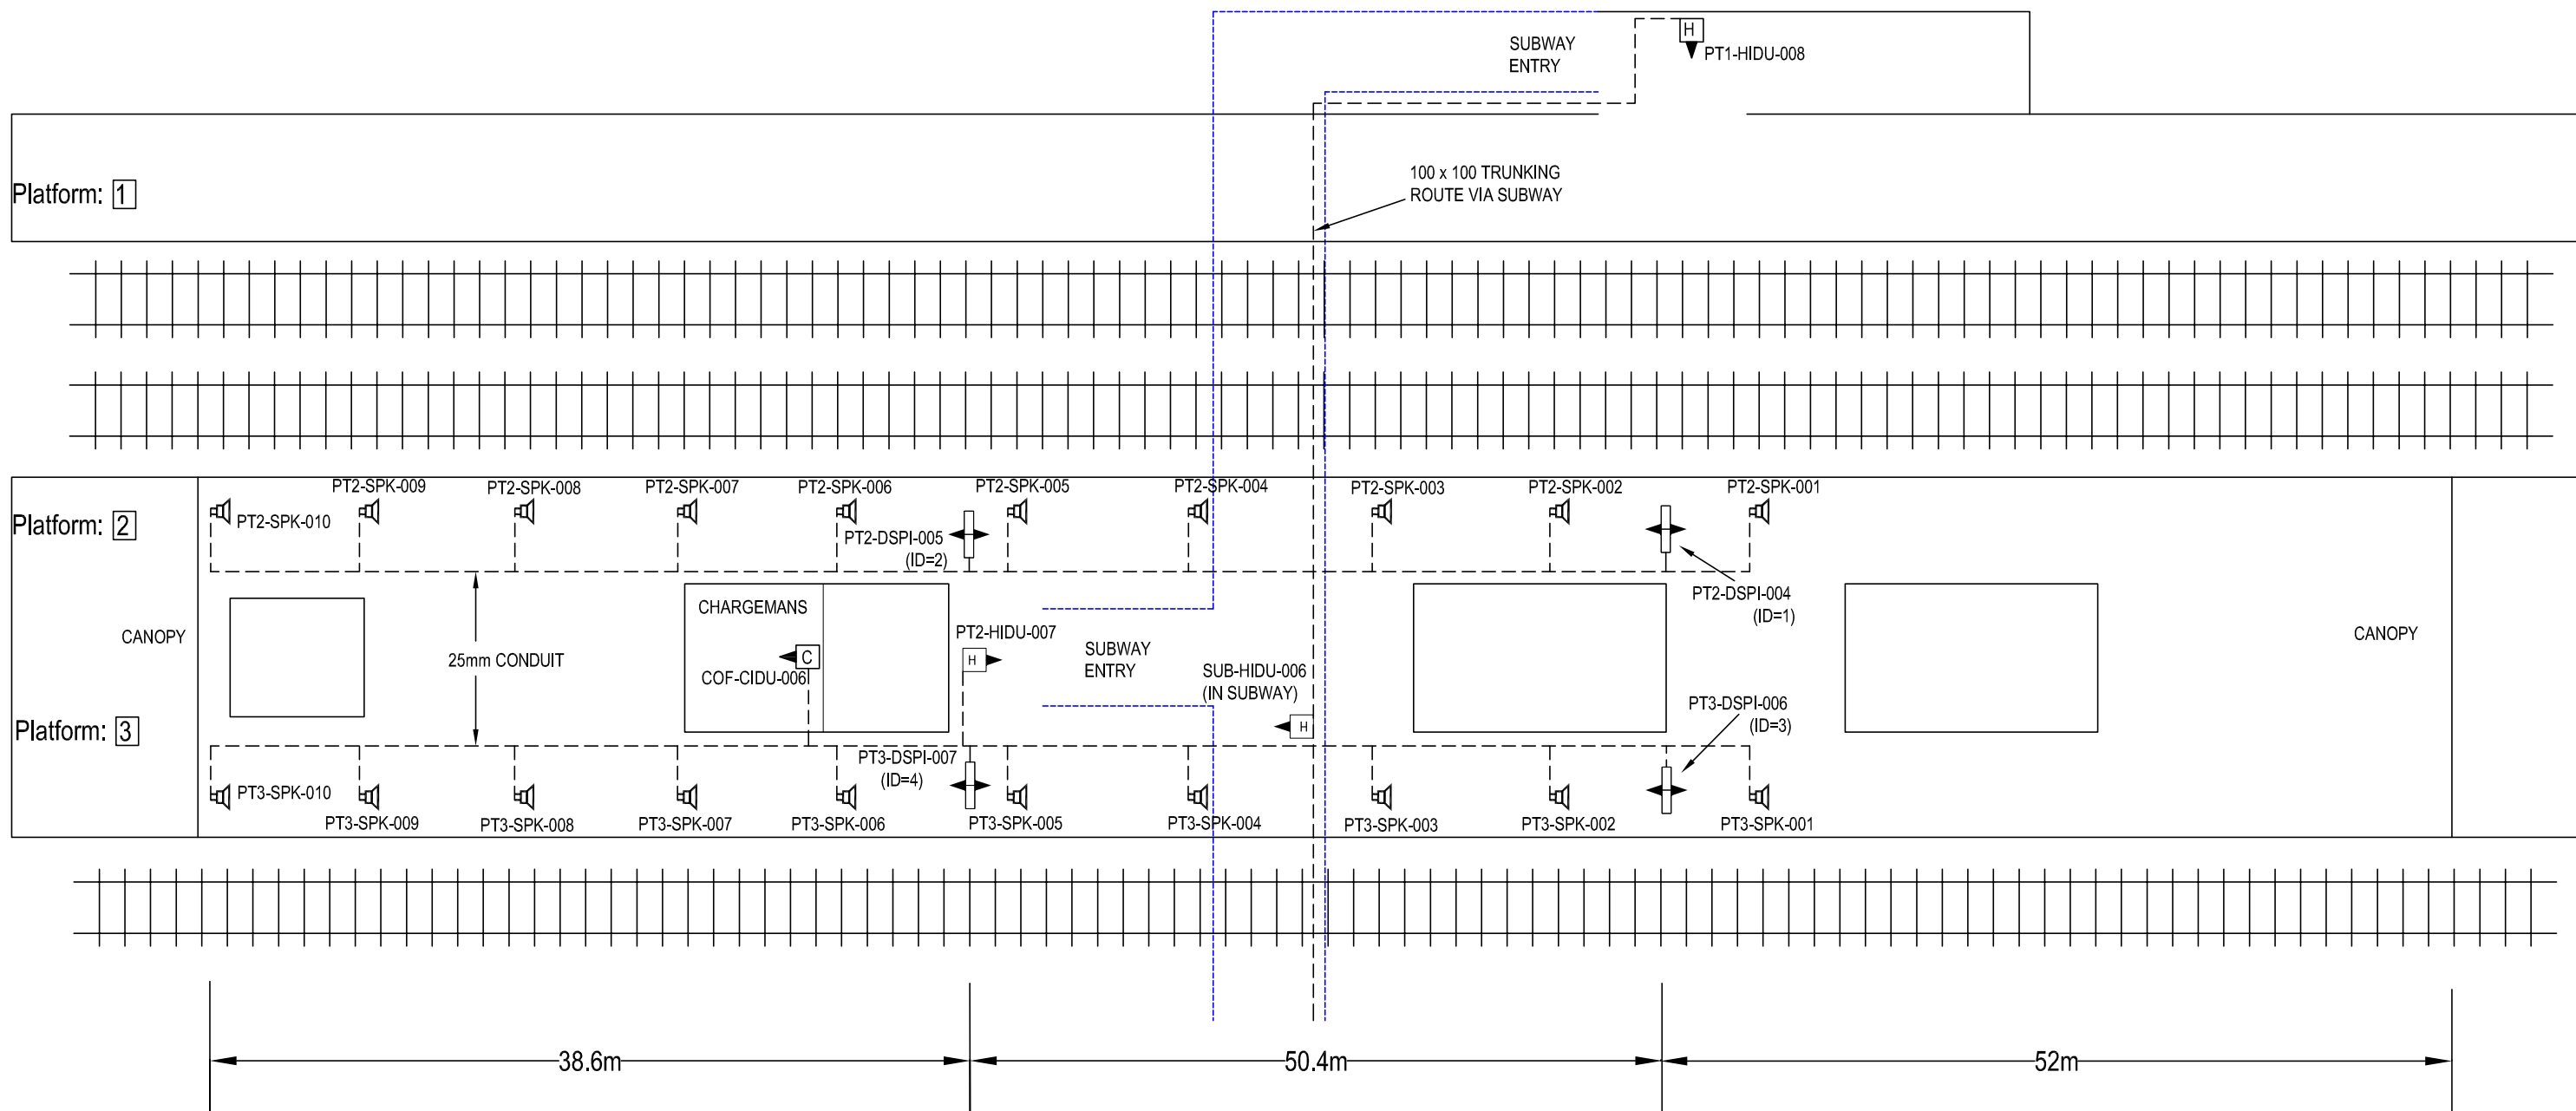 SUBWAY
ENTRY
H
PT1-HIDU-008
100 x 100 TRUNKING
ROUTE VIA SUBWAY
Platform: 1
PT2-SPK-009
PT2-SPK-008
PT2-SPK-007
PT2-SPK-006
PT2-SPK-005
PT2-SPK-004
PT2-SPK-003
PT2-SPK-002
PT2-SPK-001
Platform: 2
PT2-SPK-010
PT2-DSPI-005
(ID=2)
PT2-DSPI-004
(ID=1)
CANOPY
25mm CONDUIT
CHARGEMANS
C
COF-CIDU-006
PT2-HIDU-007
H
SUBWAY
ENTRY
SUB-HIDU-006
(IN SUBWAY)
H
CANOPY
PT3-DSPI-006
(ID=3)
Platform: 3
PT3-DSPI-007
(ID=4)
PT3-SPK-010
PT3-SPK-009
PT3-SPK-008
PT3-SPK-007
PT3-SPK-006
PT3-SPK-005
PT3-SPK-004
PT3-SPK-003
PT3-SPK-002
PT3-SPK-001
38.6m
50.4m
52m